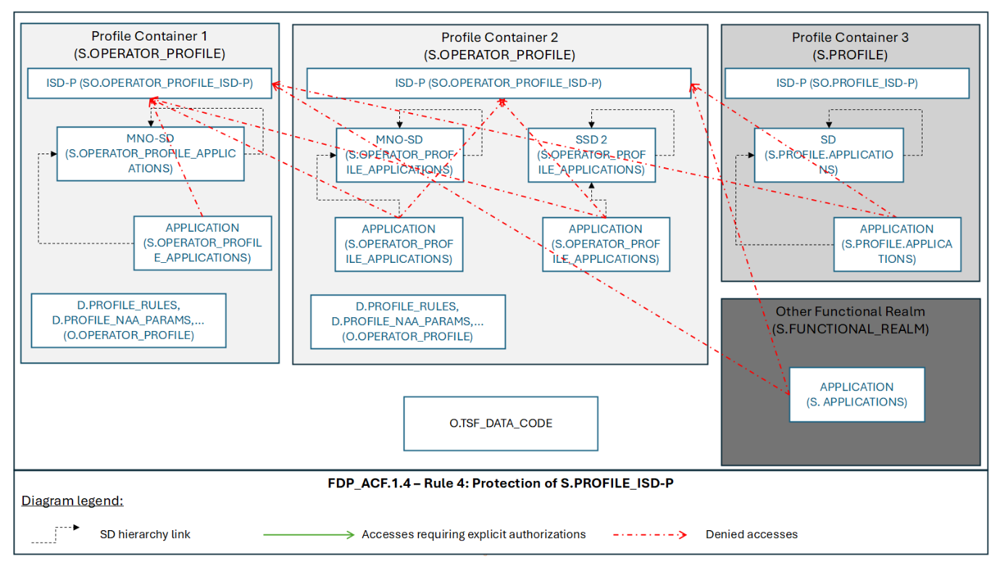 Profile Container 1
(S.OPERATOR_PROFILE)
ISD-P (SO.OPERATOR_PROFILE_ISD-P)
MNO-SD
(S.OPERATOR_PROFILE_APPLIC
ATIONS)
APPLICATION
(S.OPERATOR_PROFIL
E_APPLICATIONS)
D.PROFILE_RULES,
D.PROFILE_NAA_PARAMS,...
(O.OPERATOR_PROFILE)
Profile Container 2
(S.OPERATOR_PROFILE)
ISD-P (SO.OPERATOR_PROFILE_ISD-P)
MNO-SD
(S.OPERATOR_PROF
ILE_APPLICATIONS)
SSD 2
(S.OPERATOR_PROF
ILE_APPLICATIONS)
APPLICATION
(S.OPERATOR_PROF
ILE_APPLICATIONS)
APPLICATION
(S.OPERATOR_PROF
ILE_APPLICATIONS)
D.PROFILE_RULES,
D.PROFILE_NAA_PARAMS,...
(O.OPERATOR_PROFILE)
Profile Container 3
(S.PROFILE)
ISD-P (SO.PROFILE_ISD-P)
SD
(S.PROFILE.APPLICATIO
NS)
APPLICATION
(S.PROFILE.APPLICA
TIONS)
Other Functional Realm
(S.FUNCTIONAL_REALM)
APPLICATION
(S. APPLICATIONS)
O.TSF_DATA_CODE
FDP_ACF.1.4 – Rule 4: Protection of S.PROFILE_ISD-P
Diagram legend:
SD hierarchy link
Accesses requiring explicit authorizations
Denied accesses